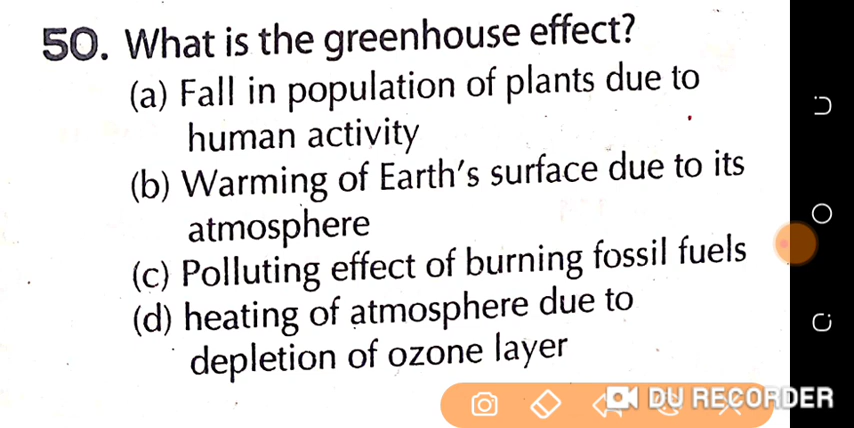 50. What is the greenhouse effect?
(a) Fall in population of plants due to
human activity
(b) Warming of Earth's surface due to its
atmosphere
(c) Polluting effect of burning fossil fuels
(d) heating of atmosphere due to
depletion of ozone layer
DU RECORDER